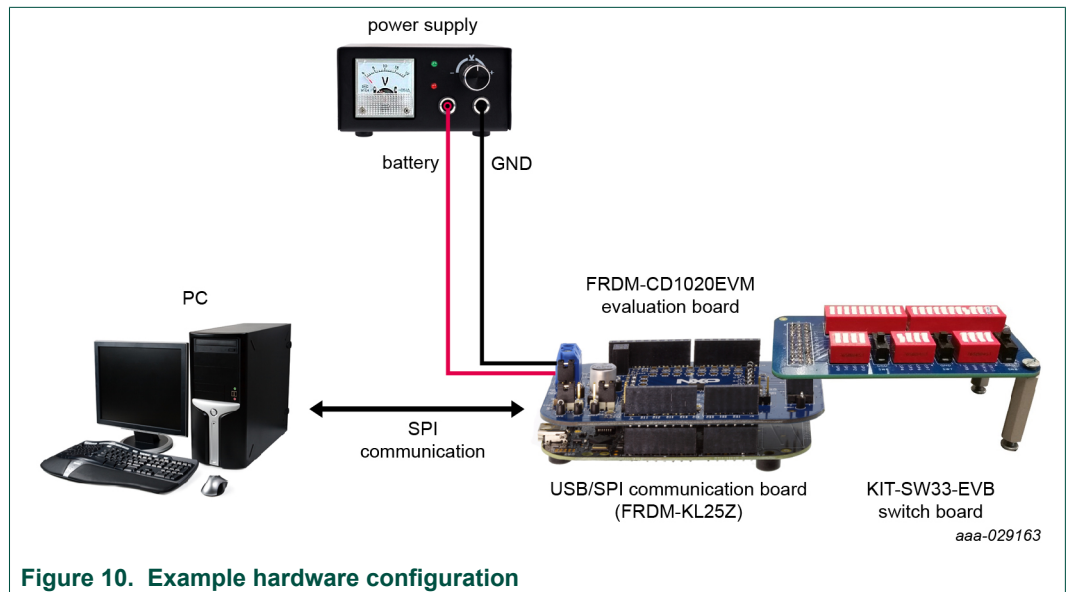 power supply
V
V
- +
battery
GND
PC
FRDM-CD1020EVM
evaluation board
NXP
SPI
communication
USB/SPI communication board
(FRDM-KL25Z)
KIT-SW33-EVB
switch board
aaa-029163
Figure 10. Example hardware configuration